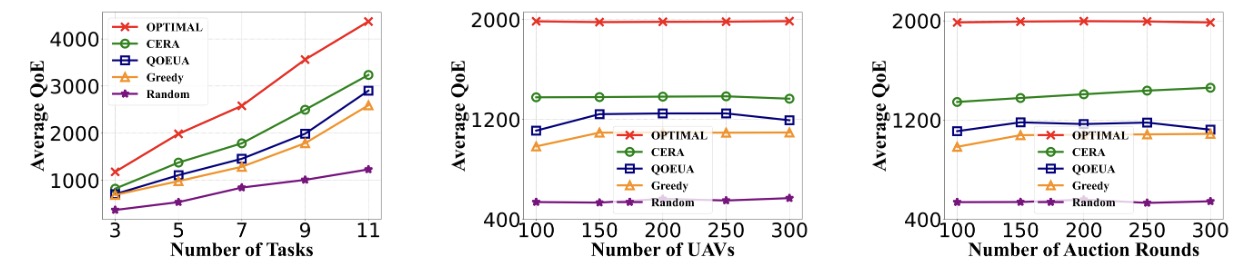 Average QoE
4000
3000
2000
1000
OPTIMAL
CERA
QOEUA
Greedy
Random
3 5 7 9 11
Number of Tasks
Average QoE
2000
1200
400
OPTIMAL
CERA
QOEUA
Greedy
Random
100 150 200 250 300
Number of UAVs
Average QoE
2000
1200
400
OPTIMAL
CERA
QOEUA
Greedy
Random
100 150 200 250 300
Number of Auction Rounds